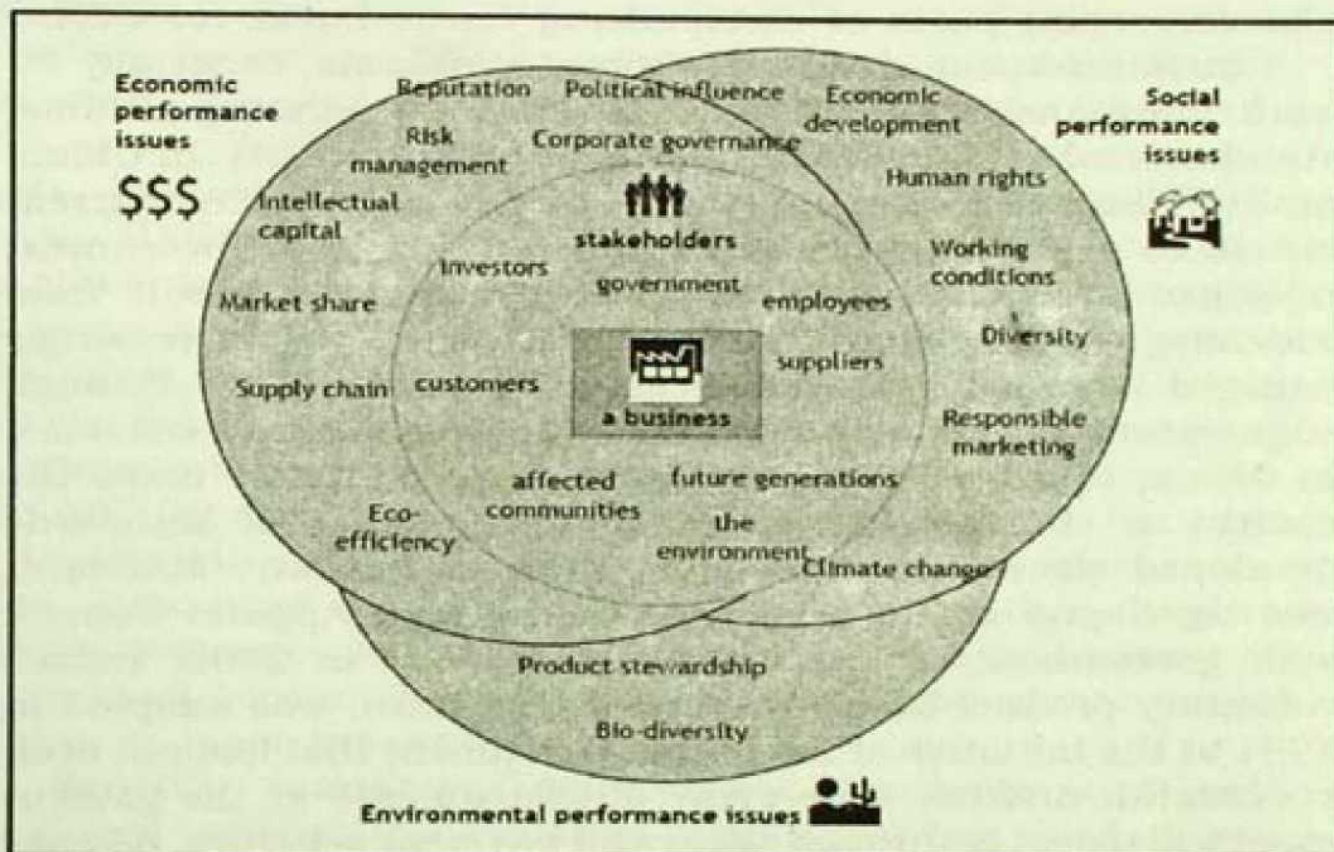 Economic
performance
issues
$$$
Social
performance
issues
Reputation
Political influence
Economic
development
Risk
management
Corporate governance
Human rights
Intellectual
capital
stakeholders
Working
conditions
investors
government
Market share
employees
Diversity
suppliers
Supply chain
customers
a business
Responsible
marketing
affected
communities
future generations
Eco-
efficiency
the
environment
Climate change
Product stewardship
Bio-diversity
Environmental performance issues